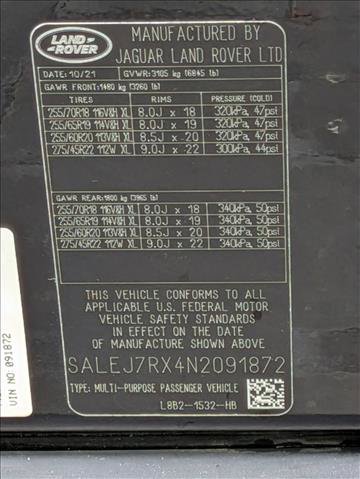 LAND-
ROVER
MANUFACTURED BY
JAGUAR LAND ROVER LTD
DATE: 10/21 GVWR: 3105 kg (6845 lb)
GAWR FRONT: 1480 kg (3260 lb)
TIRES RIMS PRESSURE (COLD)
255/70R18 116V&H XL 8.0J x 18 320kPa, 47psi
255/65R19 114V&H XL 8.0J x 19 320kPa, 47psi
255/60R20 113V&H XL 8.5J x 20 320kPa, 47psi
275/45R22 112W XL 9.0J x 22 300kPa, 44psi
GAWR REAR: 1800 kg (3965 lb)
255/70R18 116V&H XL 8.0J x 18 340kPa, 50psi
255/65R19 114V&H XL 8.0J x 19 340kPa, 50psi
255/60R20 113V&H XL 8.5J x 20 340kPa, 50psi
275/45R22 112W XL 9.0J x 22 340kPa, 50psi
THIS VEHICLE CONFORMS TO ALL
APPLICABLE U.S. FEDERAL MOTOR
VEHICLE SAFETY STANDARDS
IN EFFECT ON THE DATE OF
MANUFACTURE SHOWN ABOVE
SALEJ7RX4N2091872
TYPE: MULTI-PURPOSE PASSENGER VEHICLE
L8B2-1532-HB
VIN NO 091872